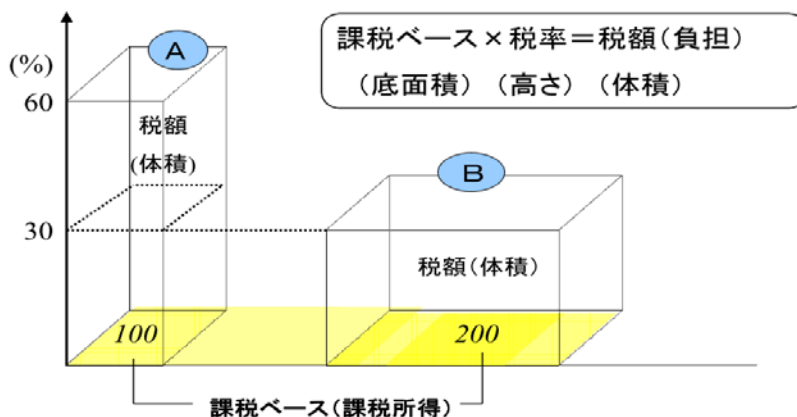 課税ベース×税率=税額(負担)
(底面積) (高さ) (体積)
(%)
60
30
A
税額
(体積)
B
税額(体積)
100
200
課税ベース(課税所得)